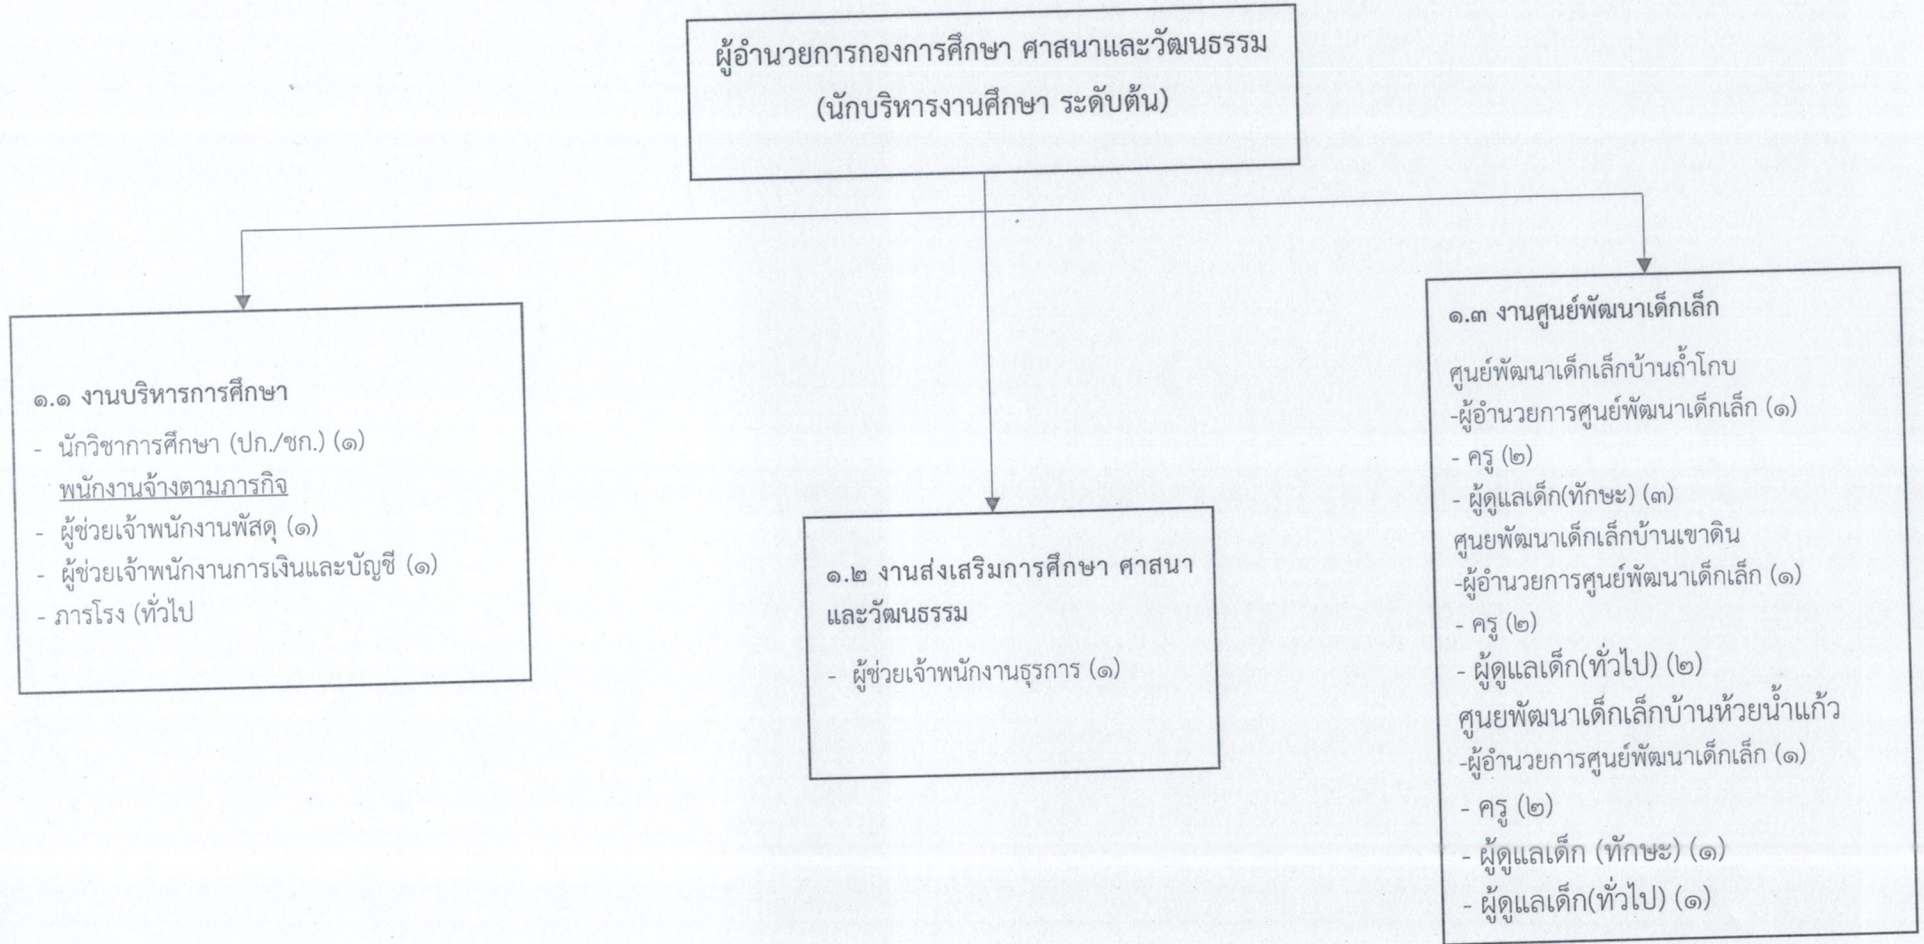 ผู้อำนวยการกองการศึกษา ศาสนาและวัฒนธรรม
(นักบริหารงานศึกษา ระดับต้น)
๑.๑ งานบริหารการศึกษา
- นักวิชาการศึกษา (ปก./ชก.) (๑)
พนักงานจ้างตามภารกิจ
- ผู้ช่วยเจ้าพนักงานพัสดุ (๑)
- ผู้ช่วยเจ้าพนักงานการเงินและบัญชี (๑)
- ภารโรง (ทั่วไป
๑.๒ งานส่งเสริมการศึกษา ศาสนา
และวัฒนธรรม
- ผู้ช่วยเจ้าพนักงานธุรการ (๑)
๑.๓ งานศูนย์พัฒนาเด็กเล็ก
ศูนย์พัฒนาเด็กเล็กบ้านถ้ำโกบ
-ผู้อำนวยการศูนย์พัฒนาเด็กเล็ก (๑)
- ครู (๒)
- ผู้ดูแลเด็ก(ทักษะ) (๓)
ศูนยพัฒนาเด็กเล็กบ้านเขาดิน
-ผู้อำนวยการศูนย์พัฒนาเด็กเล็ก (๑)
- ครู (๒)
- ผู้ดูแลเด็ก(ทั่วไป) (๒)
ศูนยพัฒนาเด็กเล็กบ้านห้วยน้ำแก้ว
-ผู้อำนวยการศูนย์พัฒนาเด็กเล็ก (๑)
- ครู (๒)
- ผู้ดูแลเด็ก (ทักษะ) (๑)
- ผู้ดูแลเด็ก(ทั่วไป) (๑)